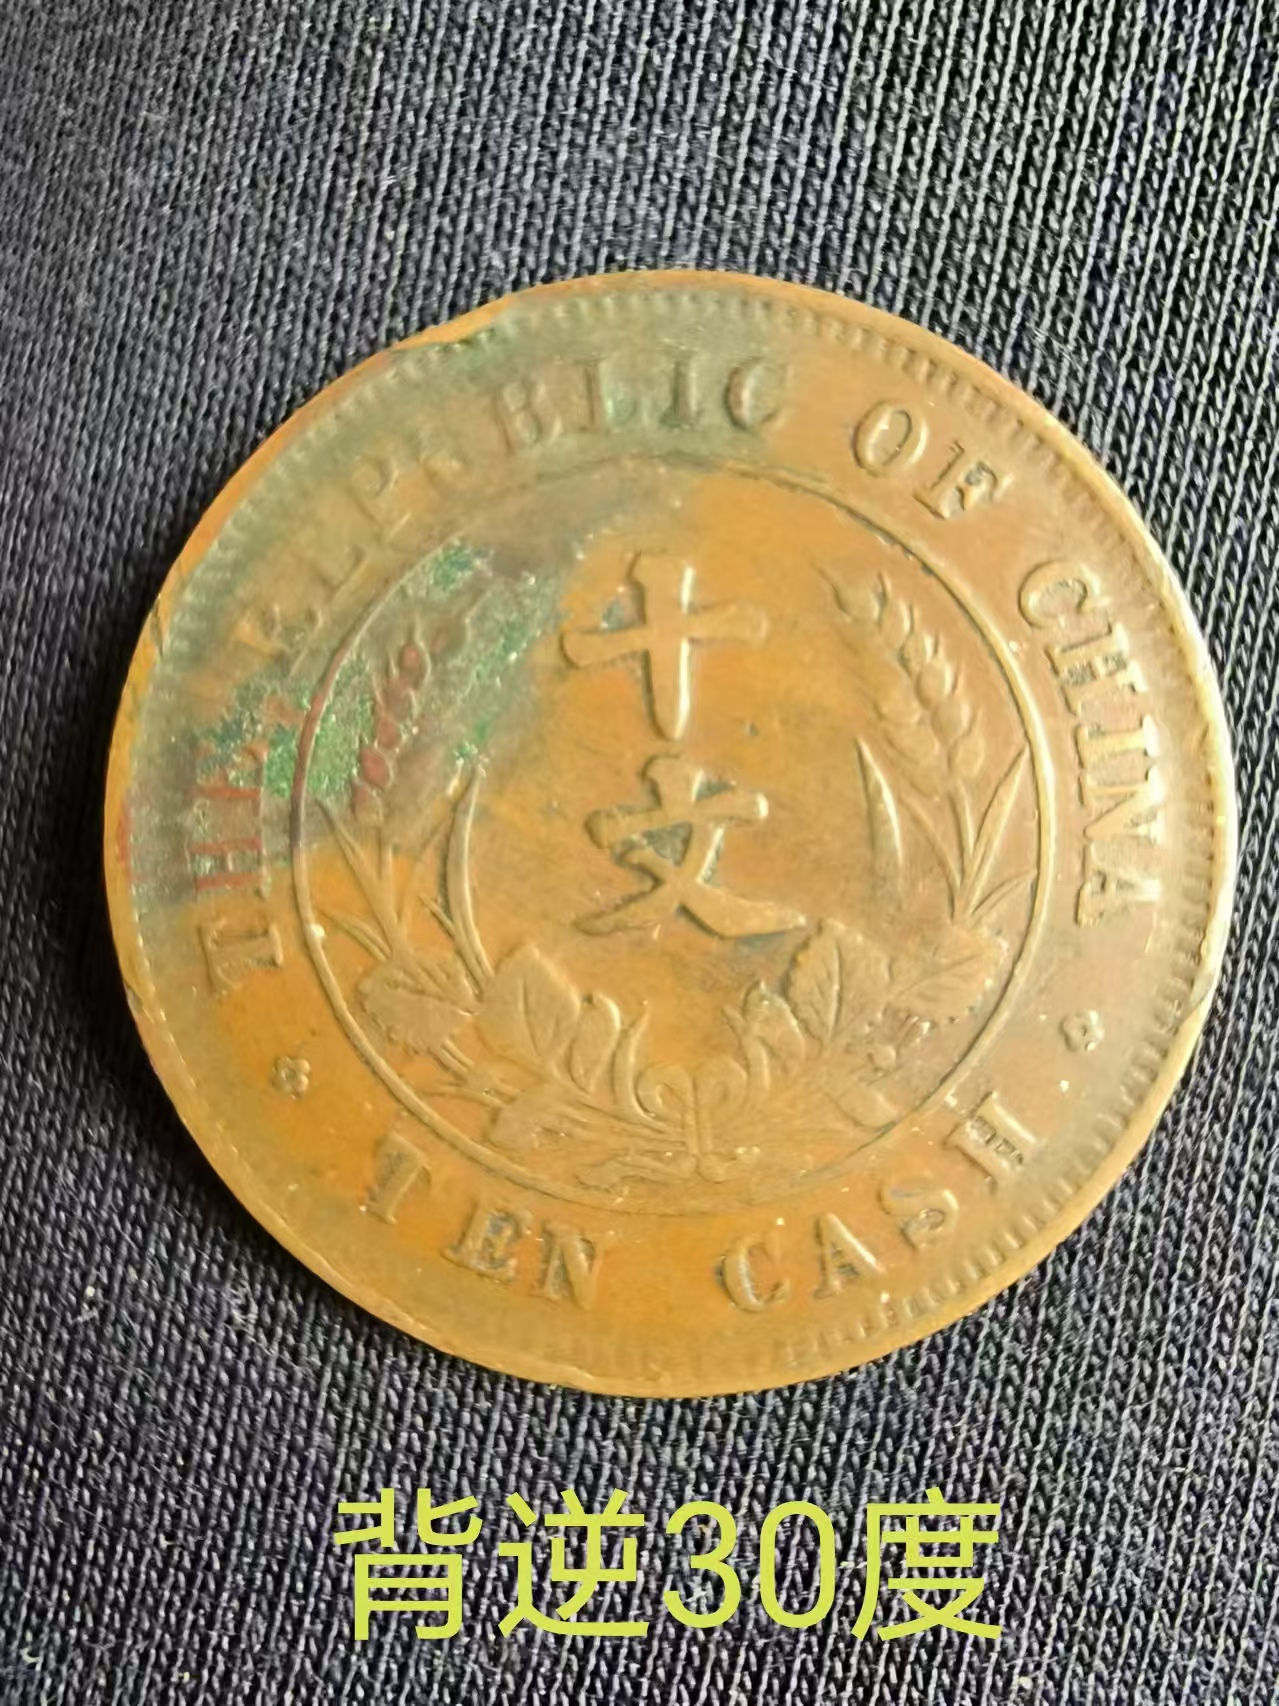 THE REPUBLIC OF CHINA
十文
TEN CASH
背逆30度